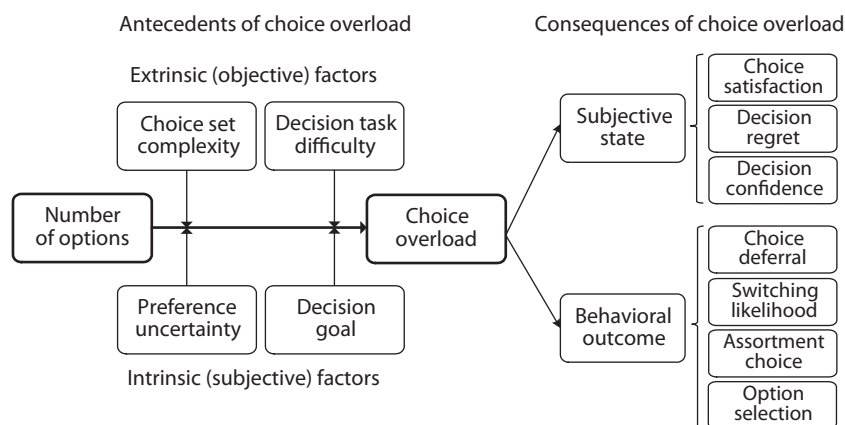 Antecedents of choice overload
Consequences of choice overload
Extrinsic (objective) factors
Choice set
complexity
Decision task
difficulty
Number
of options
Choice
overload
Preference
uncertainty
Decision
goal
Intrinsic (subjective) factors
Subjective
state
Choice
satisfaction
Decision
regret
Decision
confidence
Behavioral
outcome
Choice
deferral
Switching
likelihood
Assortment
choice
Option
selection